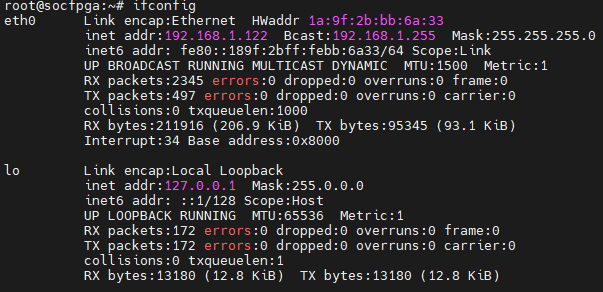 root@socfpga:~# ifconfig
eth0      Link encap:Ethernet  HWaddr 1a:9f:2b:bb:6a:33
          inet addr:192.168.1.122  Bcast:192.168.1.255  Mask:255.255.255.0
          inet6 addr: fe80::189f:2bff:febb:6a33/64 Scope:Link
          UP BROADCAST RUNNING MULTICAST DYNAMIC  MTU:1500  Metric:1
          RX packets:2345 errors:0 dropped:0 overruns:0 frame:0
          TX packets:497 errors:0 dropped:0 overruns:0 carrier:0
          collisions:0 txqueuelen:1000
          RX bytes:211916 (206.9 KiB)  TX bytes:95345 (93.1 KiB)
          Interrupt:34 Base address:0x8000
lo        Link encap:Local Loopback
          inet addr:127.0.0.1  Mask:255.0.0.0
          inet6 addr: ::1/128 Scope:Host
          UP LOOPBACK RUNNING  MTU:65536  Metric:1
          RX packets:172 errors:0 dropped:0 overruns:0 frame:0
          TX packets:172 errors:0 dropped:0 overruns:0 carrier:0
          collisions:0 txqueuelen:1
          RX bytes:13180 (12.8 KiB)  TX bytes:13180 (12.8 KiB)